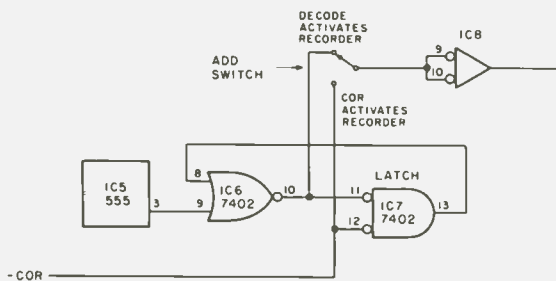 DECODE
ACTIVATES
RECORDER
IC8
ADD
SWITCH
9
10
COR
ACTIVATES
RECORDER
8
IC5
555
3
9
IC6
7402
10
LATCH
11
IC7
7402
12
13
-COR